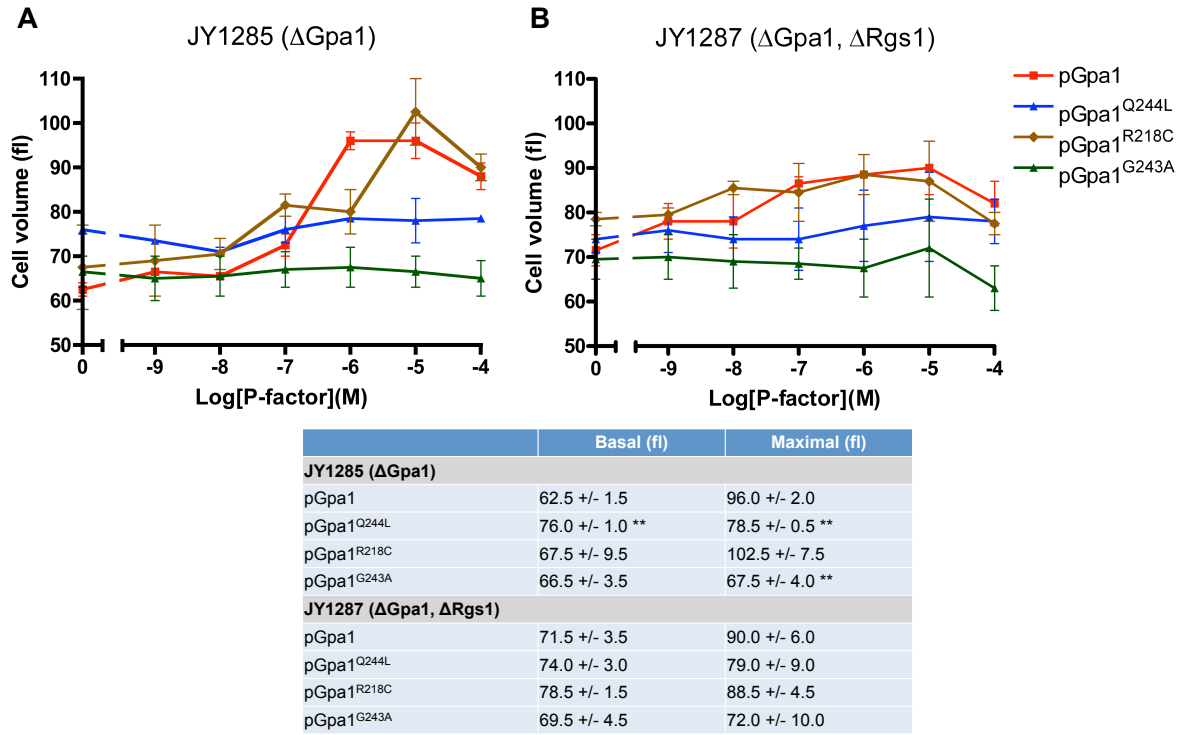 A
JY1285 (ΔGpa1)
Cell volume (fl)
110
100
90
80
70
60
50
0 -9 -8 -7 -6 -5 -4
Log[P-factor](M)
B
JY1287 (ΔGpa1, ΔRgs1)
Cell volume (fl)
110
100
90
80
70
60
50
0 -9 -8 -7 -6 -5 -4
Log[P-factor](M)
pGpa1
pGpa1Q244L
pGpa1R218C
pGpa1G243A
Basal (fl) Maximal (fl)
JY1285 (ΔGpa1)
pGpa1 62.5 +/- 1.5 96.0 +/- 2.0
pGpa1Q244L 76.0 +/- 1.0 ** 78.5 +/- 0.5 **
pGpa1R218C 67.5 +/- 9.5 102.5 +/- 7.5
pGpa1G243A 66.5 +/- 3.5 67.5 +/- 4.0 **
JY1287 (ΔGpa1, ΔRgs1)
pGpa1 71.5 +/- 3.5 90.0 +/- 6.0
pGpa1Q244L 74.0 +/- 3.0 79.0 +/- 9.0
pGpa1R218C 78.5 +/- 1.5 88.5 +/- 4.5
pGpa1G243A 69.5 +/- 4.5 72.0 +/- 10.0